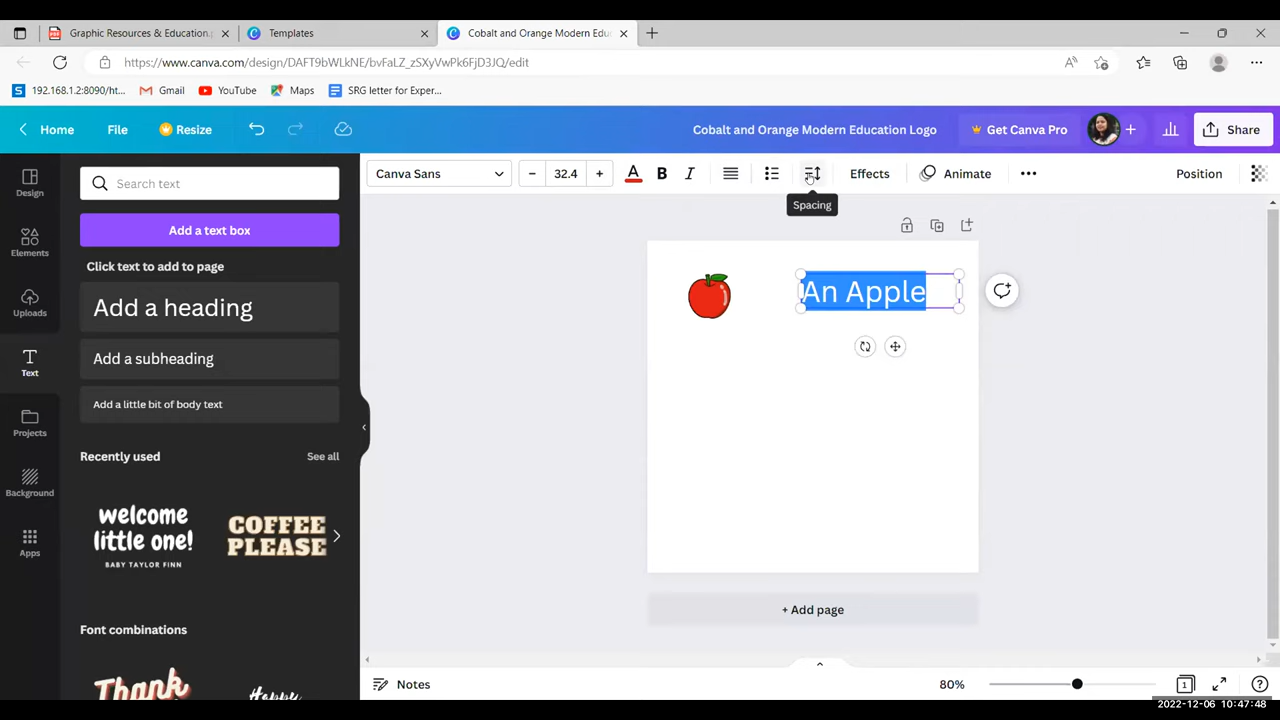 Graphic Resources & Education.
Templates
Cobalt and Orange Modern Edu
https://www.canva.com/design/DAFT9bWLkNE/bvFaLZ_zSXyVwPk6FjD3JQ/edit
192.168.1.2:8090/ht...
Gmail
YouTube
Maps
SRG letter for Exper...
Home
File
Resize
Cobalt and Orange Modern Education Logo
Get Canva Pro
Share
Canva Sans
32.4
A
B
I
Effects
Animate
Position
Spacing
Search text
Add a text box
Click text to add to page
Add a heading
Add a subheading
Add a little bit of body text
Recently used
See all
welcome
little one!
BABY TAYLOR FINN
COFFEE
PLEASE
Font combinations
Thank
Happy
Design
Elements
Uploads
Text
Projects
Background
Apps
An Apple
+ Add page
Notes
80%
1
2022-12-06 10:47:48